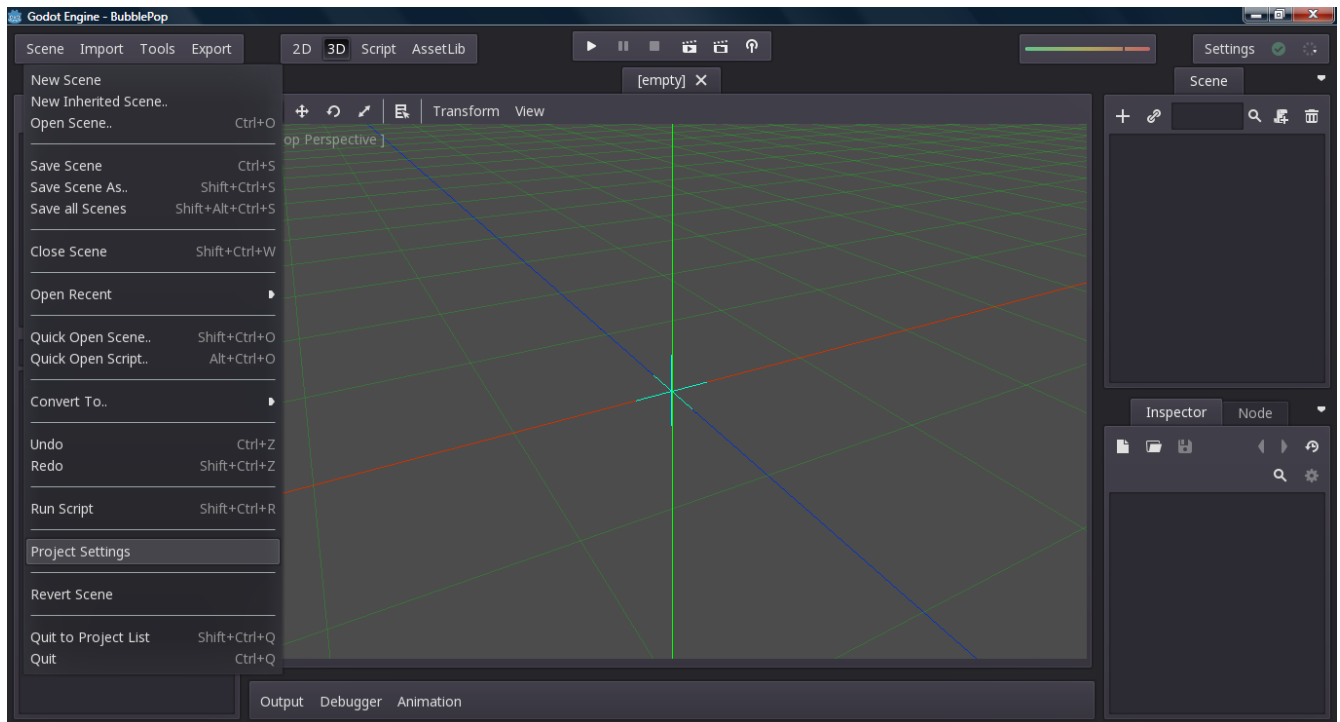 Godot Engine - BubblePop
Scene Import Tools Export 2D 3D Script AssetLib Settings
[empty] Scene
New Scene
New Inherited Scene..
Open Scene.. Ctrl+O
Save Scene Ctrl+S
Save Scene As.. Shift+Ctrl+S
Save all Scenes Shift+Alt+Ctrl+S
Close Scene Shift+Ctrl+W
Open Recent
Quick Open Scene.. Shift+Ctrl+O
Quick Open Script.. Alt+Ctrl+O
Convert To..
Undo Ctrl+Z
Redo Shift+Ctrl+Z
Run Script Shift+Ctrl+R
Project Settings
Revert Scene
Quit to Project List Shift+Ctrl+Q
Quit Ctrl+Q
Transform View
op Perspective ]
Inspector Node
Output Debugger Animation